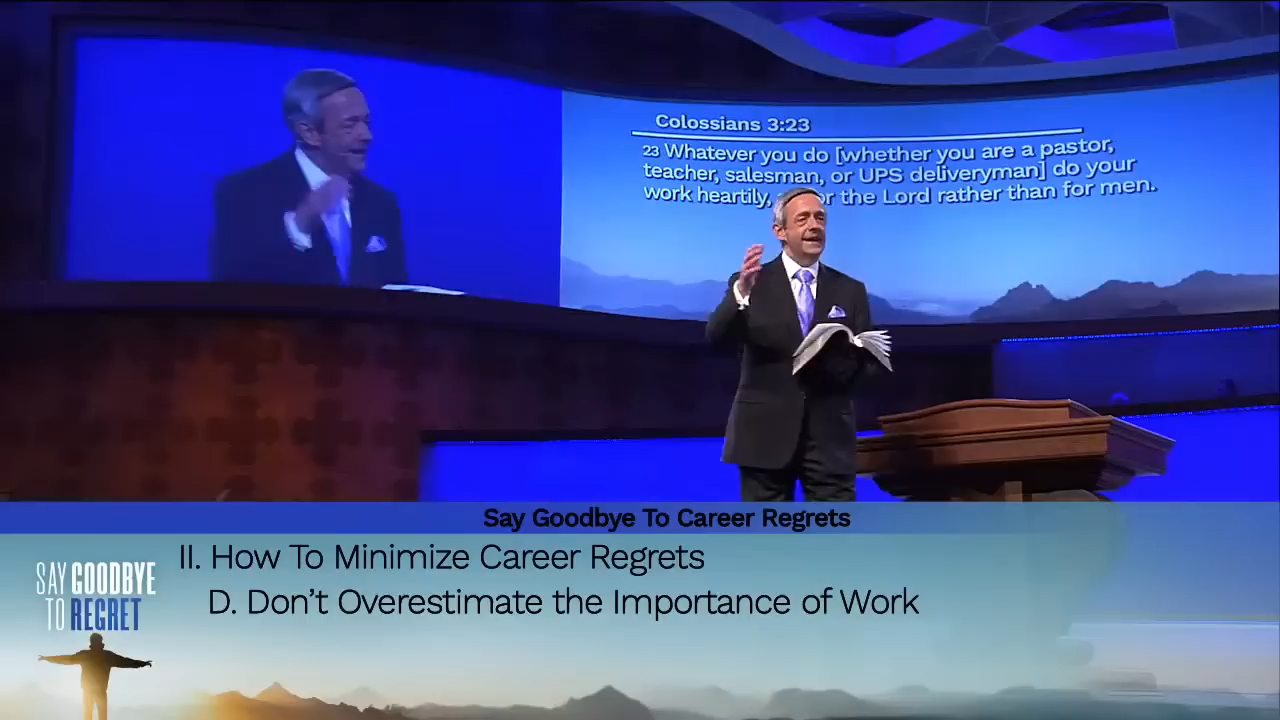 Colossians 3:23
23 Whatever you do [whether you are a pastor,
teacher, salesman, or UPS deliveryman] do your
work heartily, r the Lord rather than for men.
Say Goodbye To Career Regrets
II. How To Minimize Career Regrets
D. Don't Overestimate the Importance of Work
SAY GOODBYE
TO REGRET